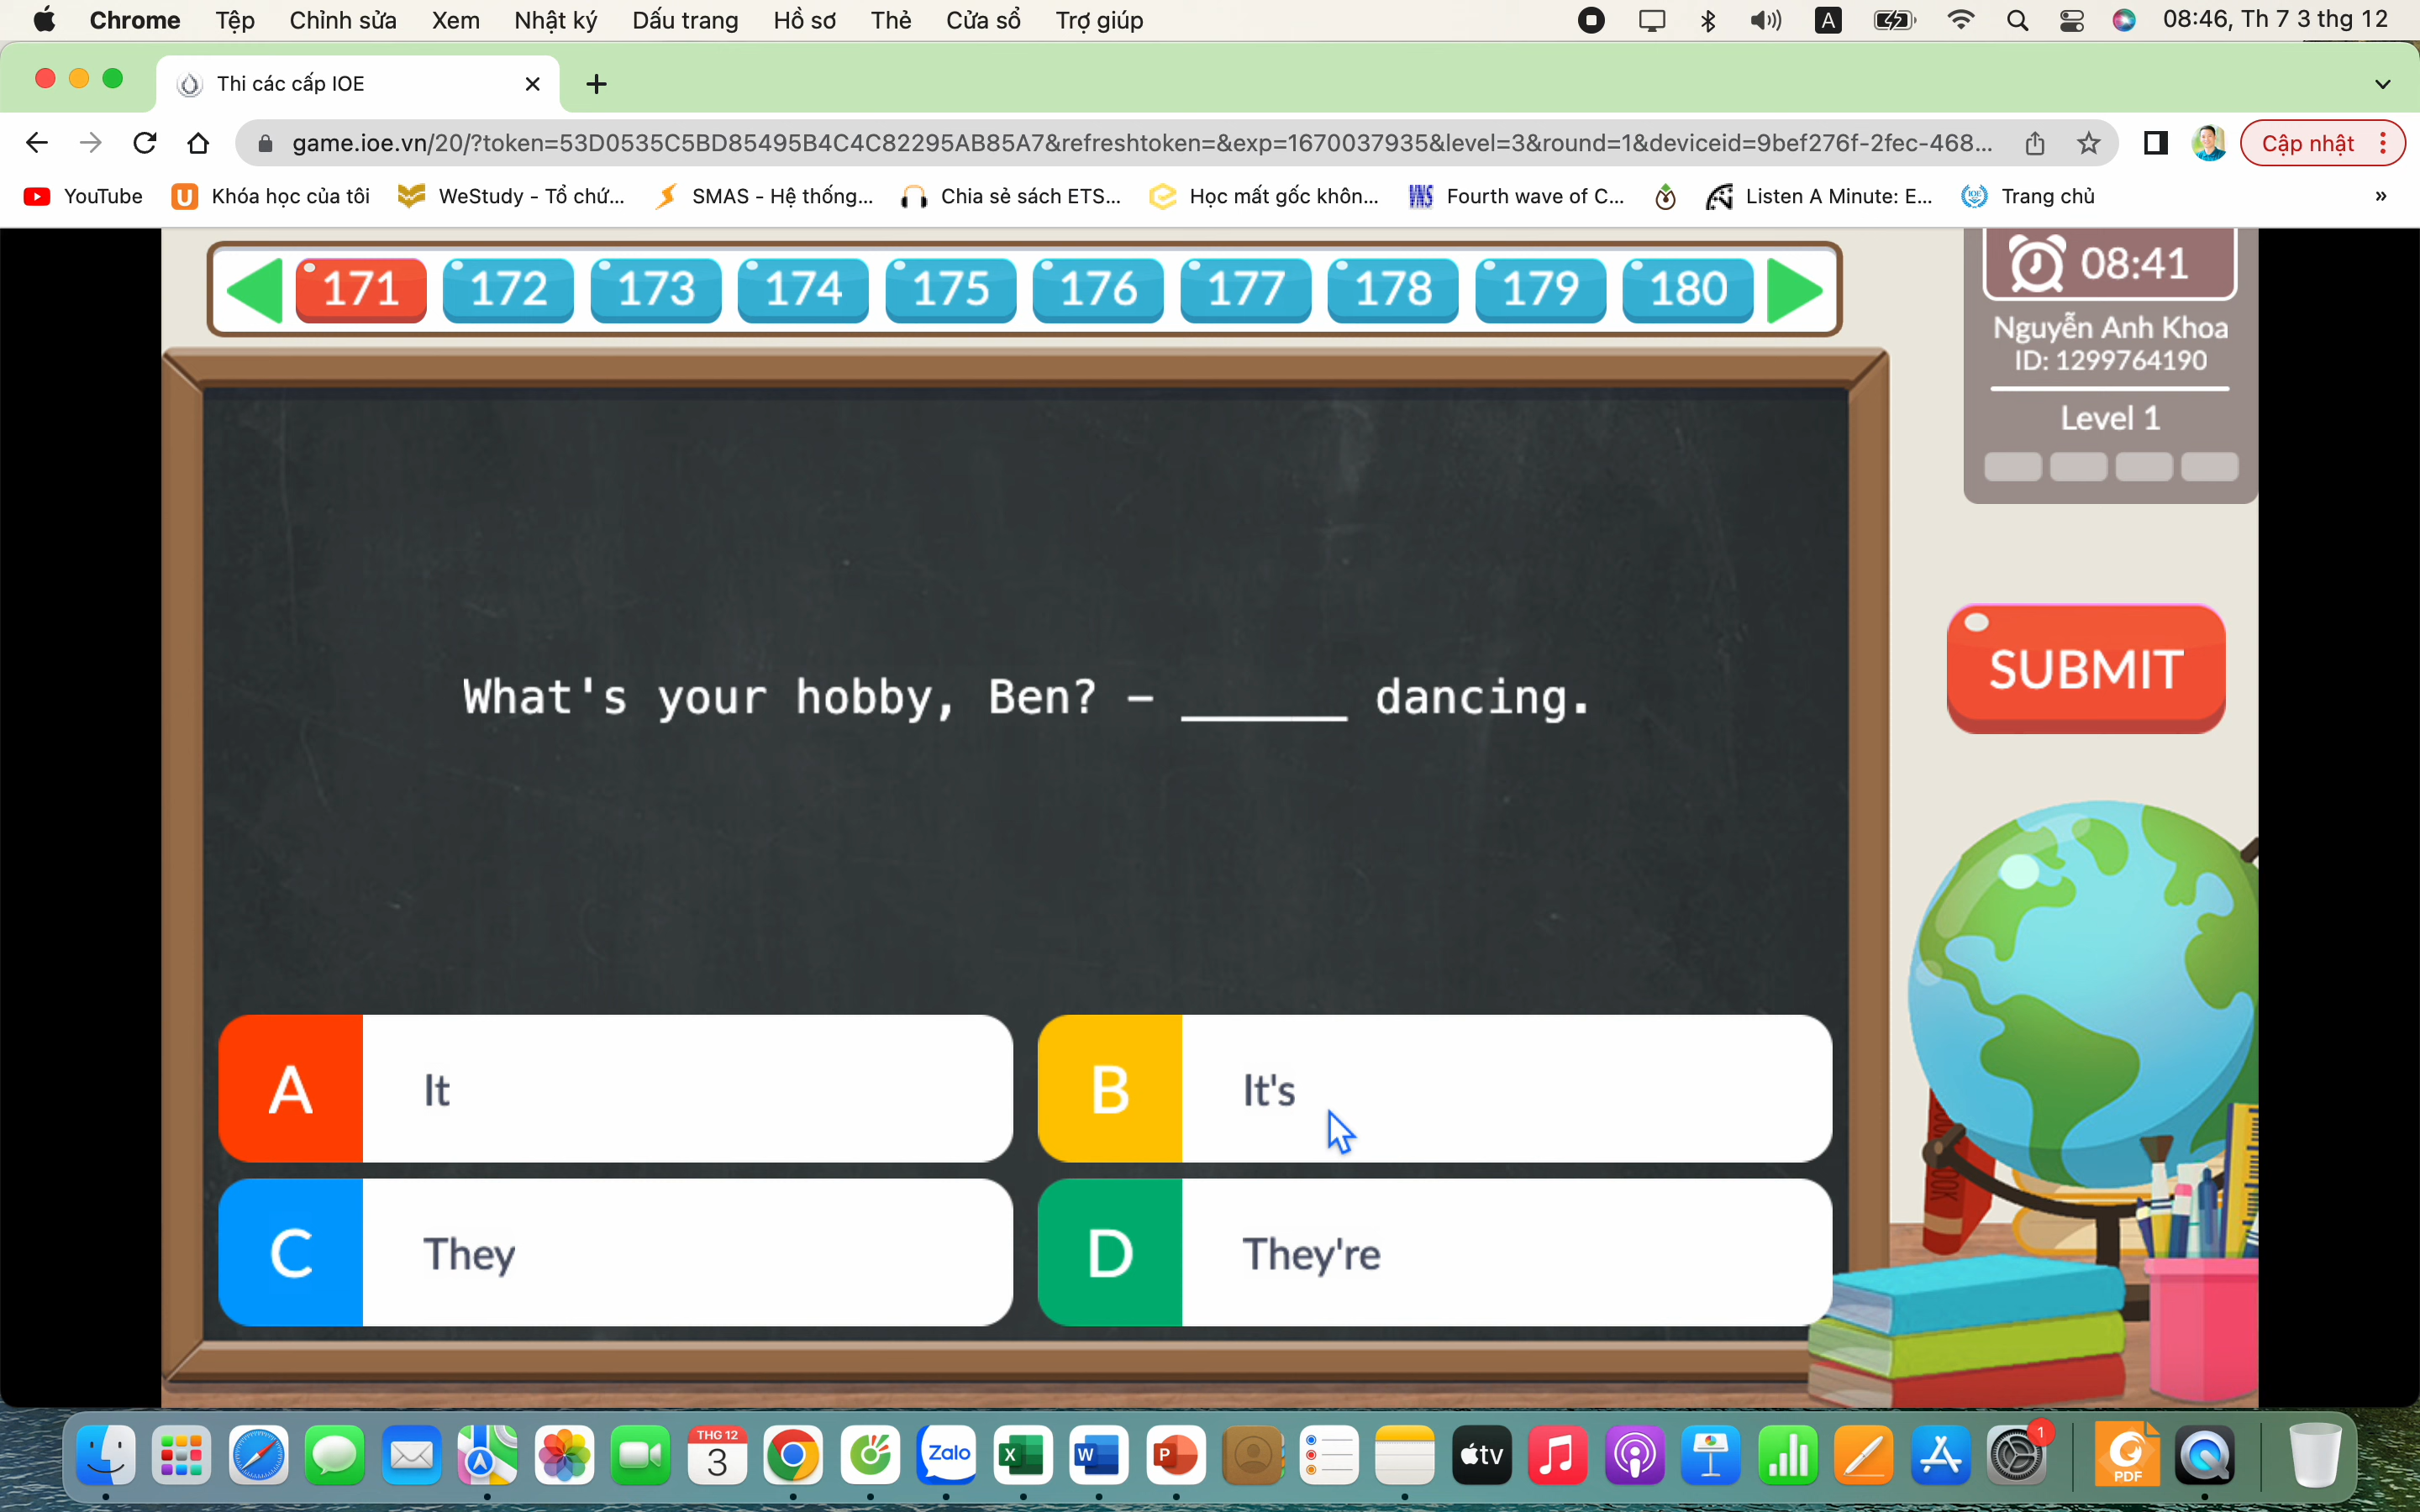 Chrome Tệp Chỉnh sửa Xem Nhật ký Dấu trang Hồ sơ Thẻ Cửa sổ Trợ giúp A 08:46, Th 7 3 thg 12
Thi các cấp IOE
game.ioe.vn/20/?token=53D0535C5BD85495B4C4C82295AB85A7&refreshtoken=&exp=1670037935&level=3&round=1&deviceid=9bef276f-2fec-468... Cập nhật
YouTube Khóa học của tôi WeStudy - Tổ chứ... SMAS - Hệ thống... Chia sẻ sách ETS... Học mất gốc khôn... Fourth wave of C... Listen A Minute: E... Trang chủ »
171 172 173 174 175 176 177 178 179 180
08:41
Nguyễn Anh Khoa
ID: 1299764190
Level 1
What's your hobby, Ben? – ______ dancing.
SUBMIT
A It
B It's
C They
D They're
BOOK
THG 12
3
Zalo
X
W
P
tv
1
PDF